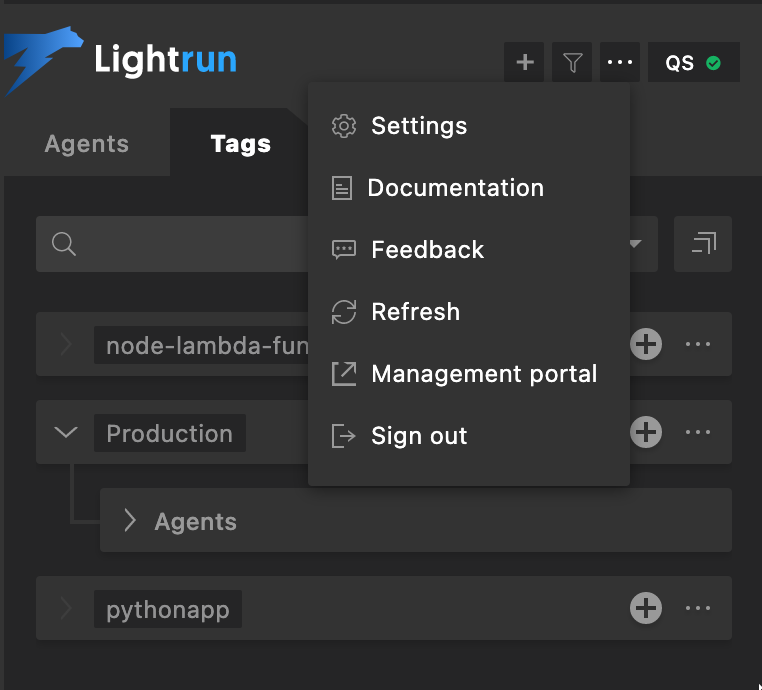 Lightrun
QS
Agents
Tags
Settings
Documentation
Feedback
Refresh
Management portal
Sign out
node-lambda-fun
Production
Agents
pythonapp